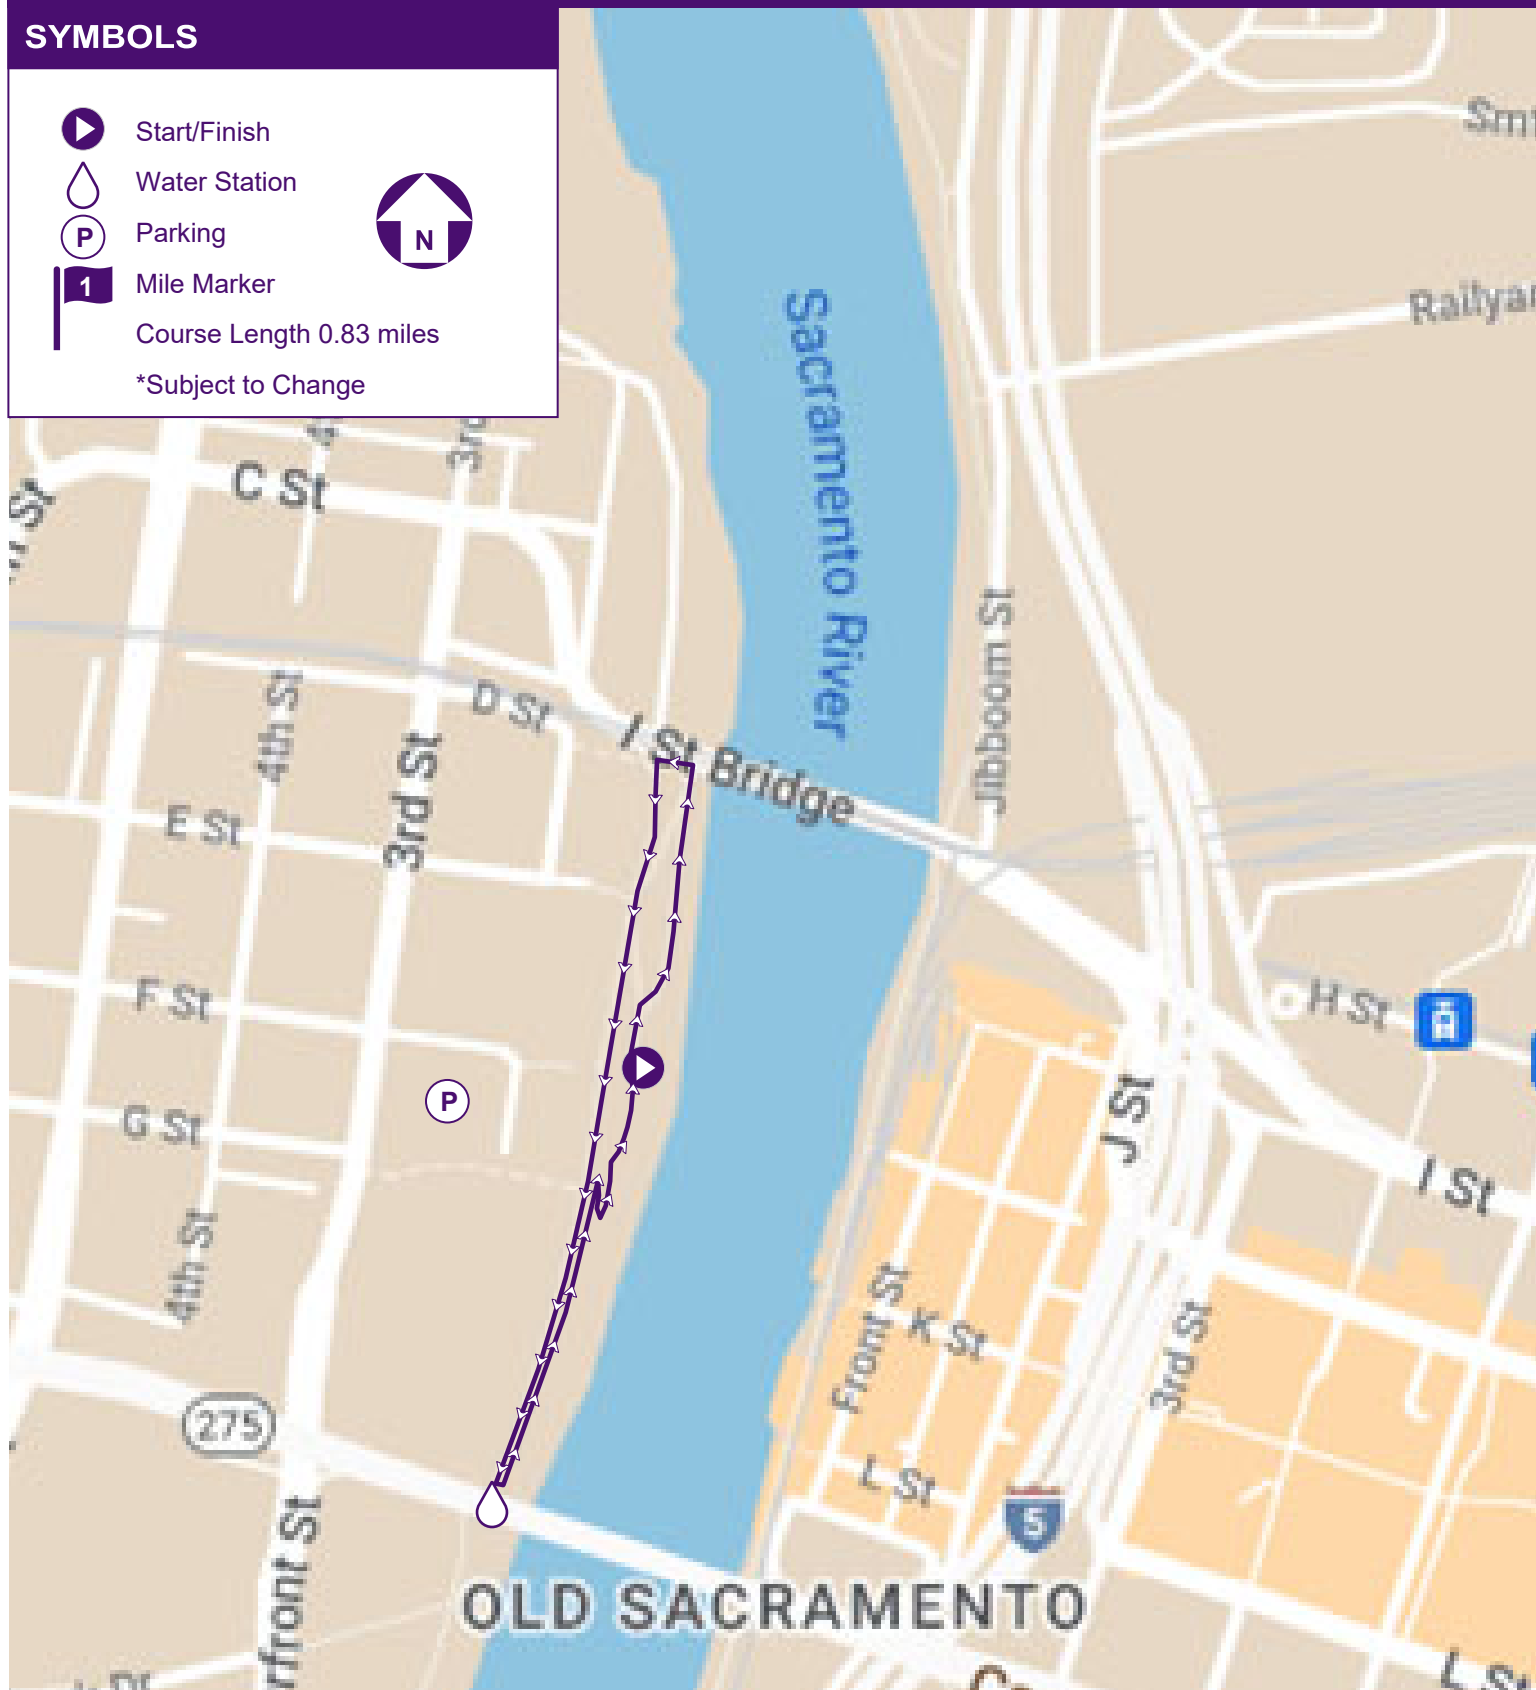 SYMBOLS
Start/Finish
Water Station
P
Parking
N
1
Mile Marker
Course Length 0.83 miles
*Subject to Change
Sacramento River
C St
3rd
D St
I St Bridge
Jibboom St
4th St
3rd St
E St
F St
H St
P
G St
J St
I St
4th St
Front St
K St
3rd St
275
L St
5
OLD SACRAMENTO
L St